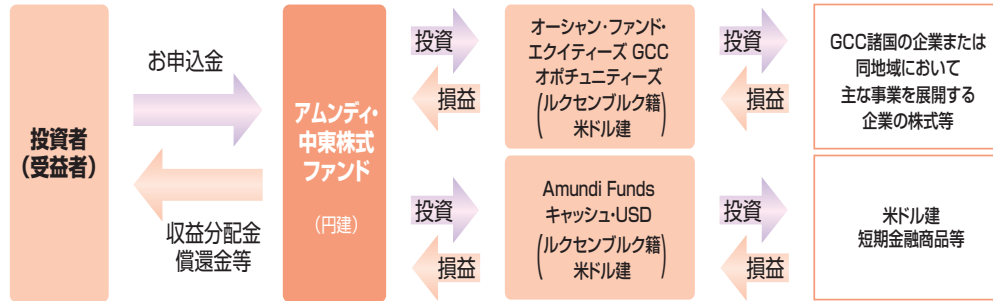 投資者
(受益者)
お申込金
収益分配金
償還金等
アムンディ・
中東株式
ファンド
(円建)
投資
損益
オーシャン・ファンド・
エクイティーズ GCC
オポチュニティーズ
(ルクセンブルク籍
米ドル建)
投資
損益
GCC諸国の企業または
同地域において
主な事業を展開する
企業の株式等
投資
損益
Amundi Funds
キャッシュ・USD
(ルクセンブルク籍
米ドル建)
投資
損益
米ドル建
短期金融商品等